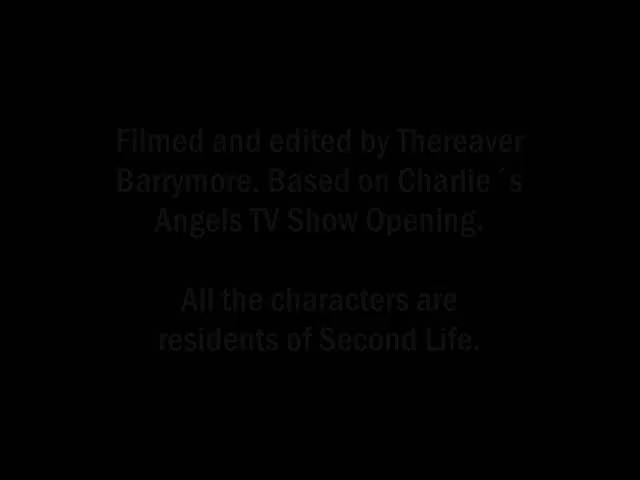 Filmed and edited by Thereaver
Barrymore. Based on Charlie´s
Angels TV Show Opening.
All the characters are
residents of Second Life.